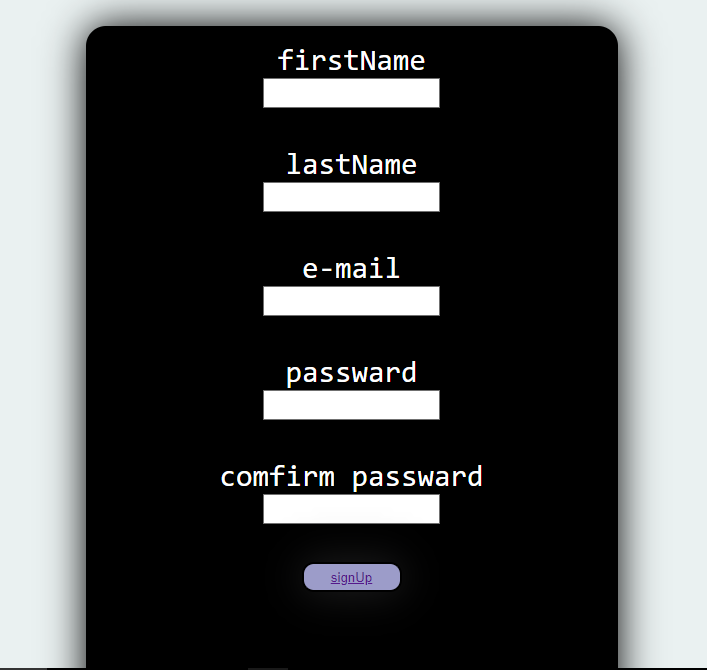 firstName
lastName
e-mail
passward
comfirm passward
signUp